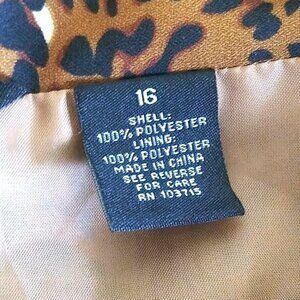 16
SHELL:
100% POLYESTER
LINING:
100% POLYESTER
MADE IN CHINA
SEE REVERSE
FOR CARE
RN 103715